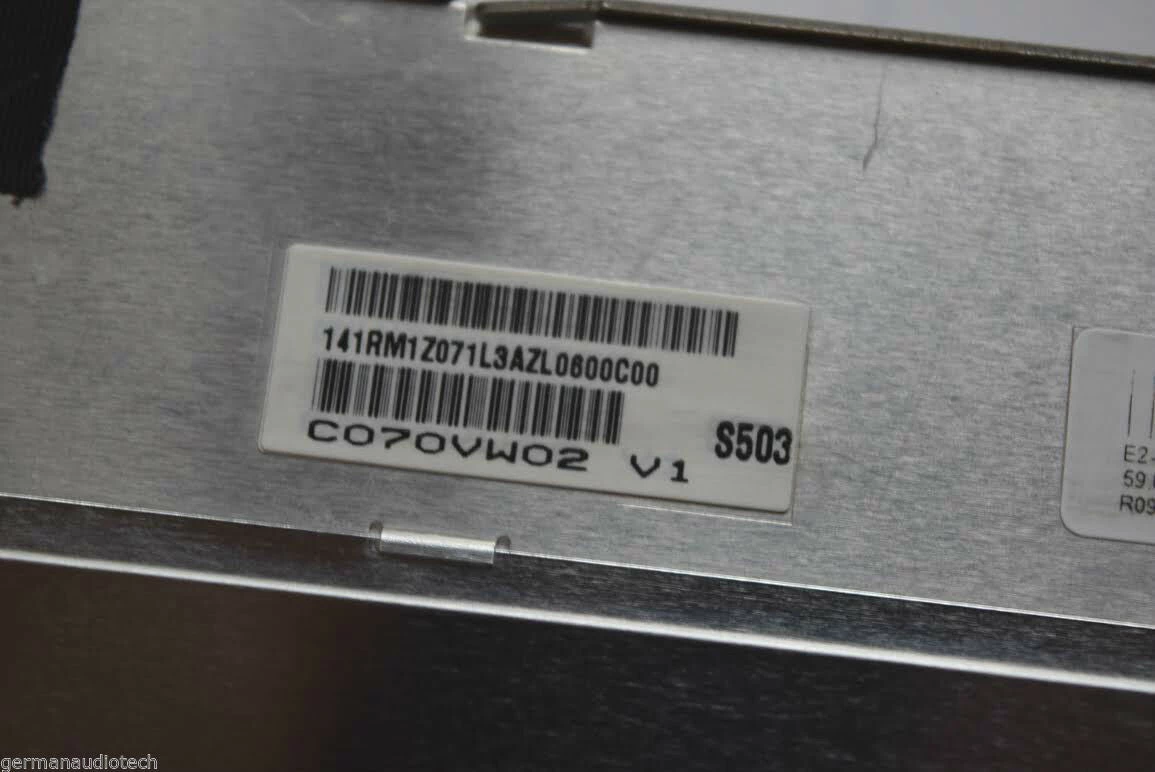 141RM1Z071L3AZL0600C00
C070VW02 V1
S503
E2-
59
R09
germanaudiotech